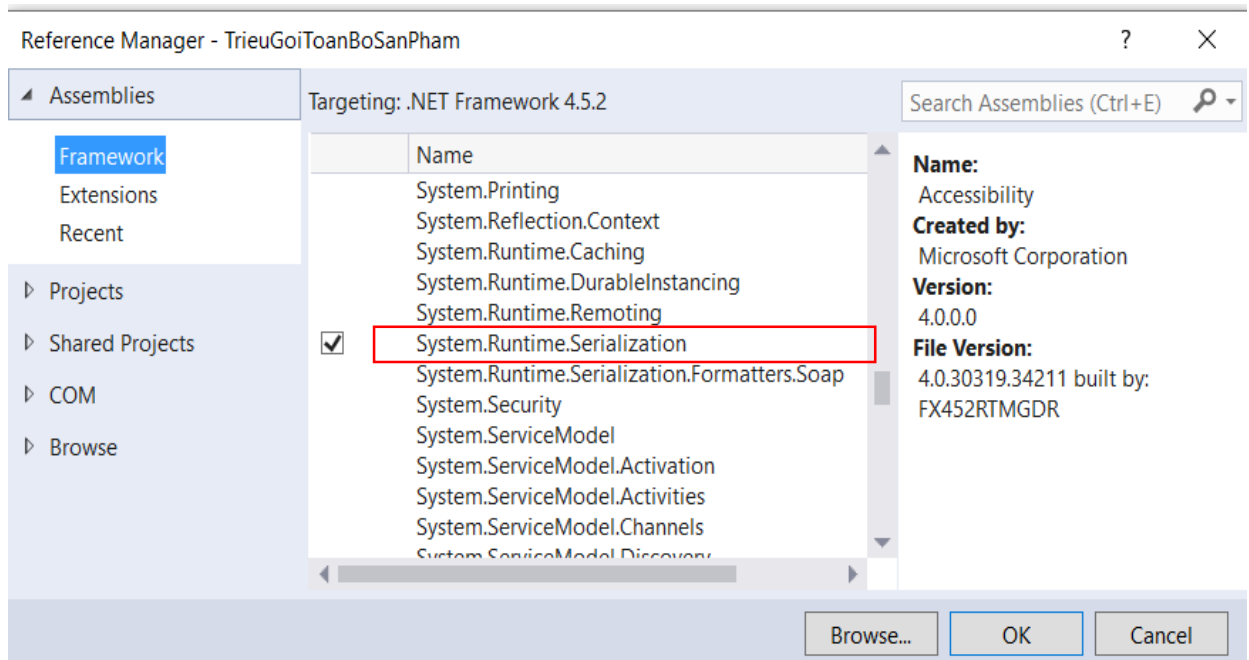 Reference Manager - TrieuGoiToanBoSanPham
?
Assemblies
Framework
Extensions
Recent
Projects
Shared Projects
COM
Browse
Targeting: .NET Framework 4.5.2
Name
System.Printing
System.Reflection.Context
System.Runtime.Caching
System.Runtime.DurableInstancing
System.Runtime.Remoting
System.Runtime.Serialization
System.Runtime.Serialization.Formatters.Soap
System.Security
System.ServiceModel
System.ServiceModel.Activation
System.ServiceModel.Activities
System.ServiceModel.Channels
System.ServiceModel.Discovery
Search Assemblies (Ctrl+E)
Name:
Accessibility
Created by:
Microsoft Corporation
Version:
4.0.0.0
File Version:
4.0.30319.34211 built by:
FX452RTMGDR
Browse...
OK
Cancel